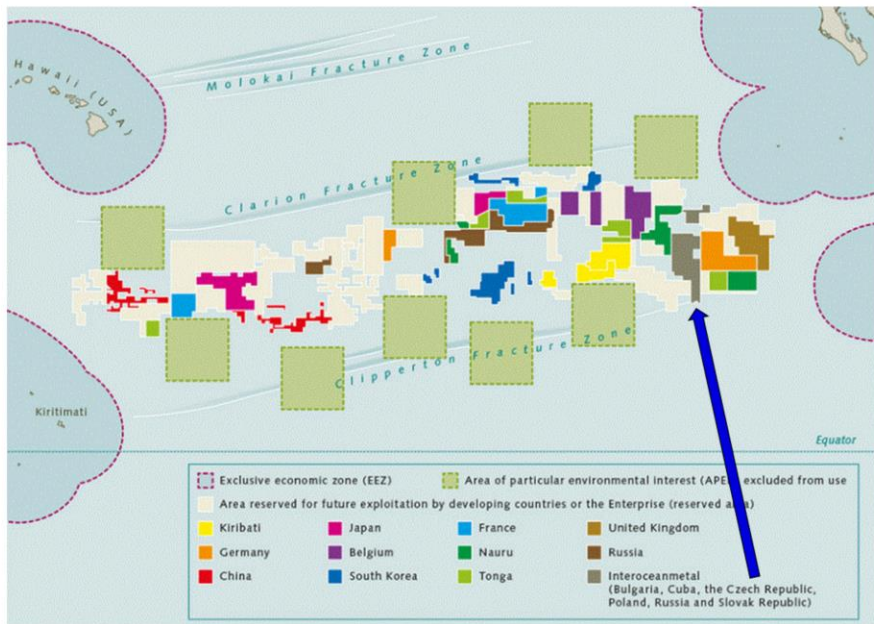 Molokai Fracture Zone
Hawaii (USA)
Clarion Fracture Zone
Clipperton Fracture Zone
Kiritimati
Equator
Exclusive economic zone (EEZ)
Area of particular environmental interest (APE excluded from use
Area reserved for future exploitation by developing countries or the Enterprise (reserved a a)
Kiribati
Japan
France
United Kingdom
Germany
Belgium
Nauru
Russia
China
South Korea
Tonga
Interoceanmetal
(Bulgaria, Cuba, the Czech Republic,
Poland, Russia and Slovak Republic)